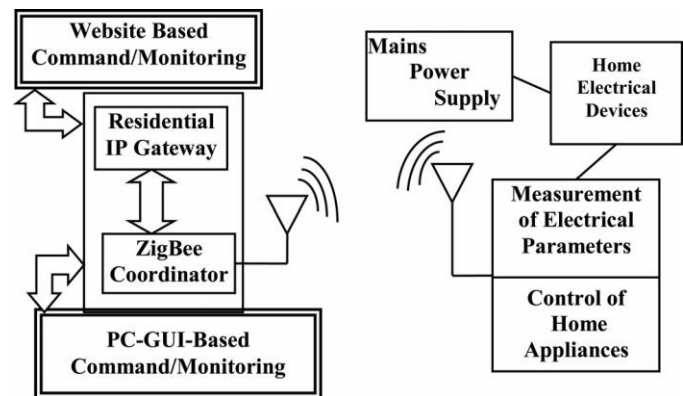 Website Based
Command/Monitoring
Residential
IP Gateway
ZigBee
Coordinator
PC-GUI-Based
Command/Monitoring
Mains
Power
Supply
Home
Electrical
Devices
Measurement
of Electrical
Parameters
Control of
Home
Appliances